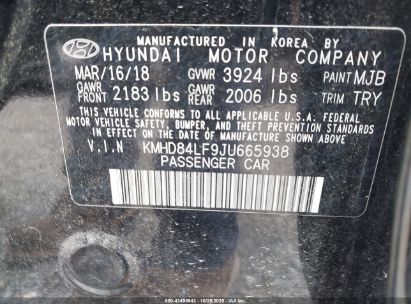 MANUFACTURED IN KOREA BY
HYUNDAI MOTOR COMPANY
MAR/16/18 GVWR 3924 lbs PAINT MJB
GAWR FRONT 2183 lbs GAWR REAR 2006 lbs TRIM TRY
THIS VEHICLE CONFORMS TO ALL APPLICABLE
U.S. FEDERAL MOTOR VEHICLE
SAFETY, BUMPER, AND THEFT PREVENTION STANDARDS
IN EFFECT ON THE DATE OF MANUFACTURE SHOWN ABOVE
V.I.N KMHD84LF9JU665938
PASSENGER CAR